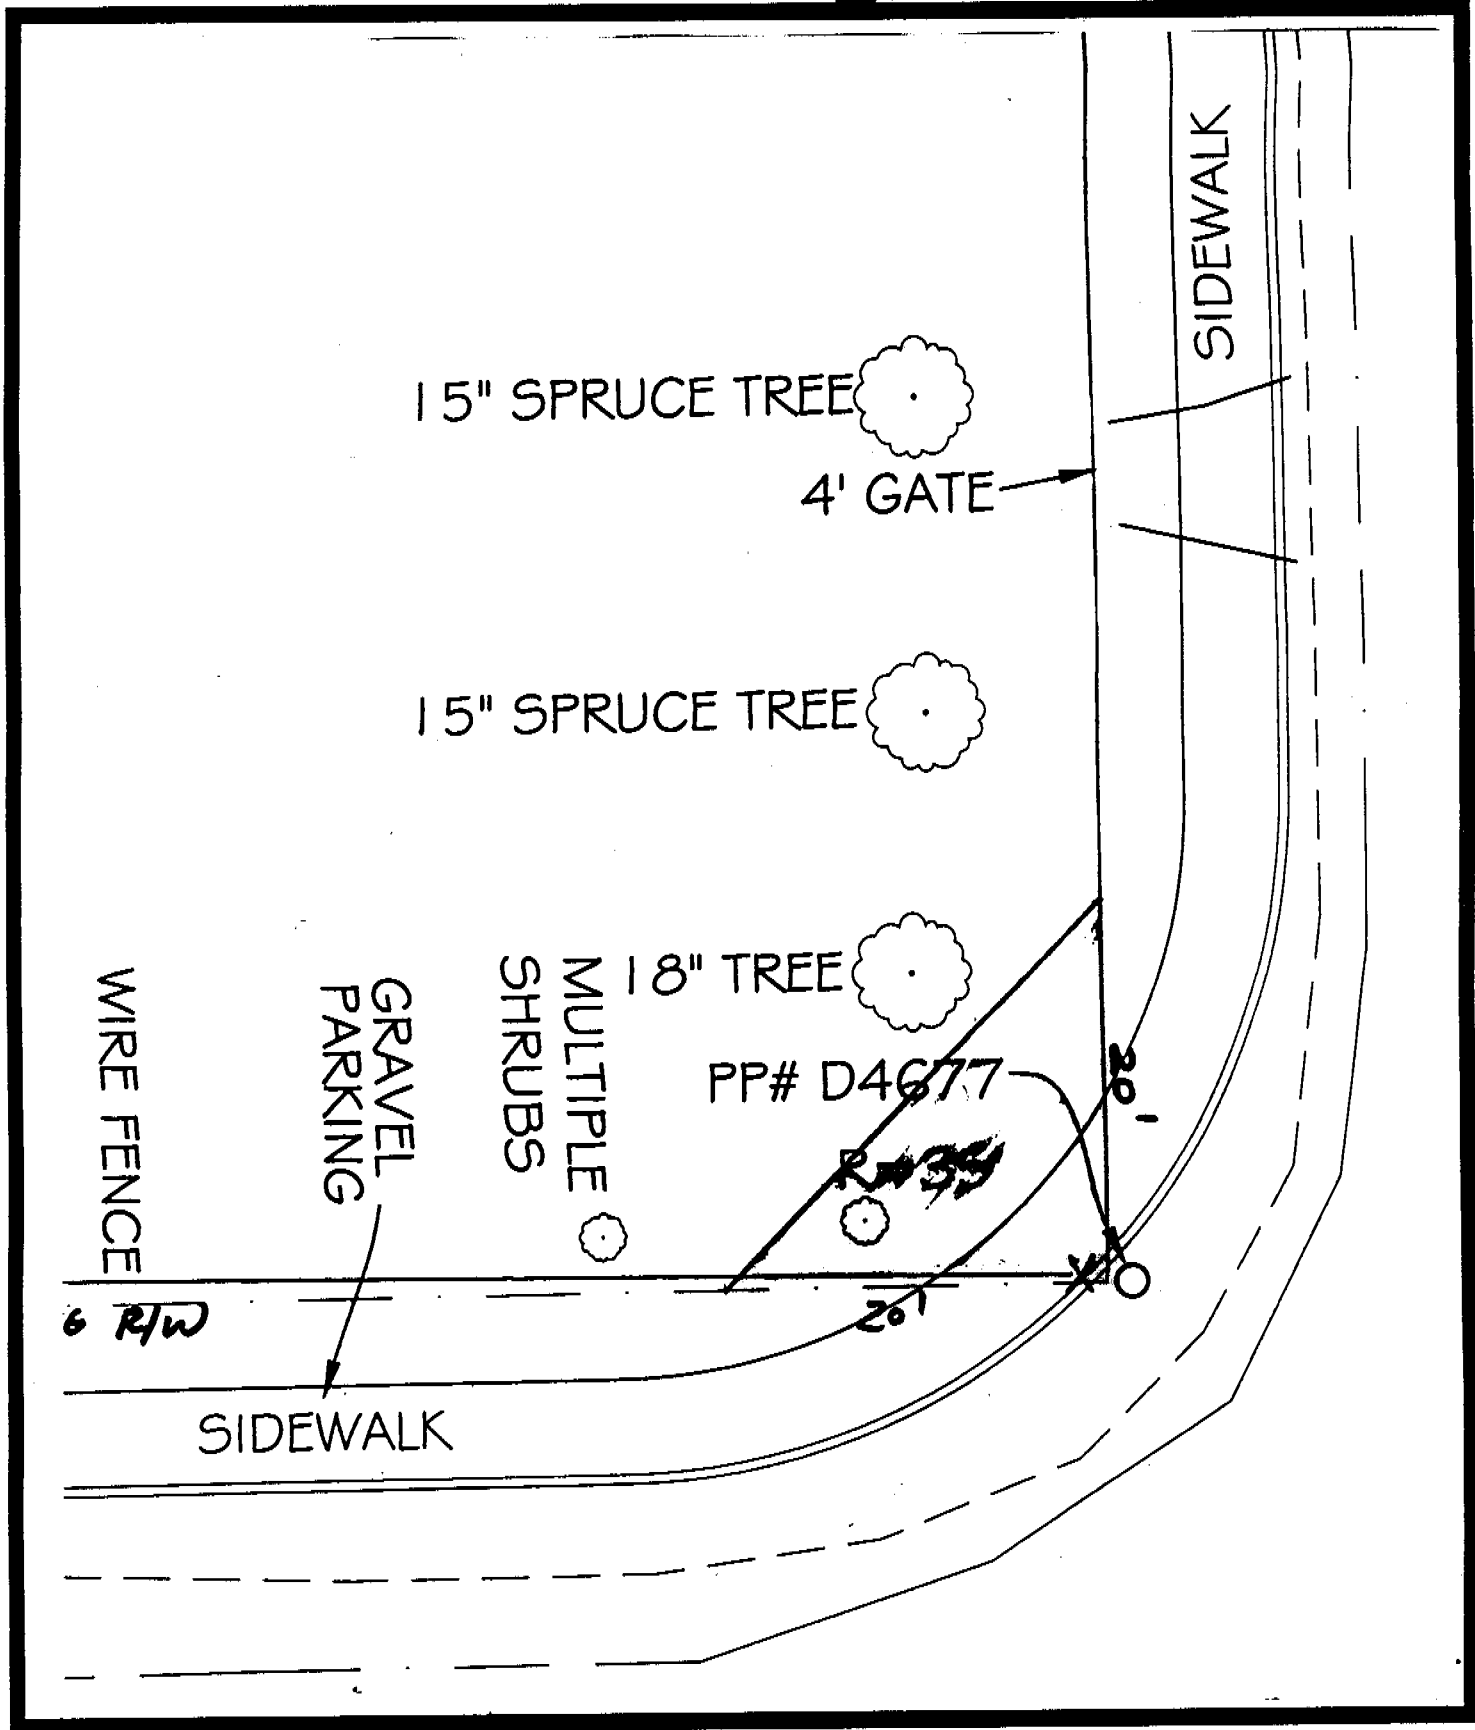 SIDEWALK
15" SPRUCE TREE
4' GATE
15" SPRUCE TREE
18" TREE
MULTIPLE
SHRUBS
GRAVEL
PARKING
WIRE FENCE
PP# D4677
20'
20'
R/W
SIDEWALK